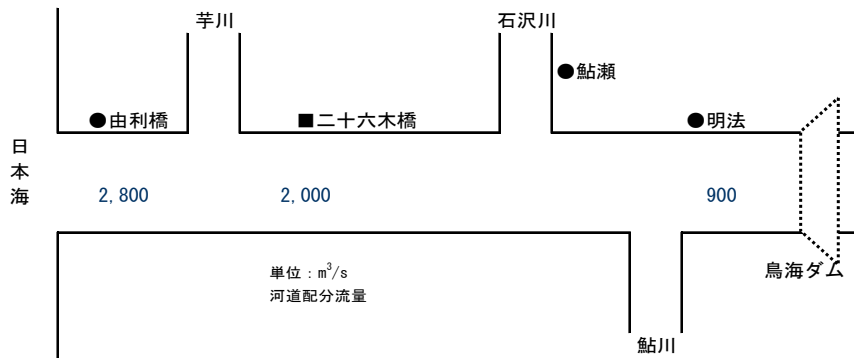 芋川
石沢川
●鮎瀬
●由利橋
■二十六木橋
●明法
日本海
2,800
2,000
900
鳥海ダム
単位：m³/s
河道配分流量
鮎川